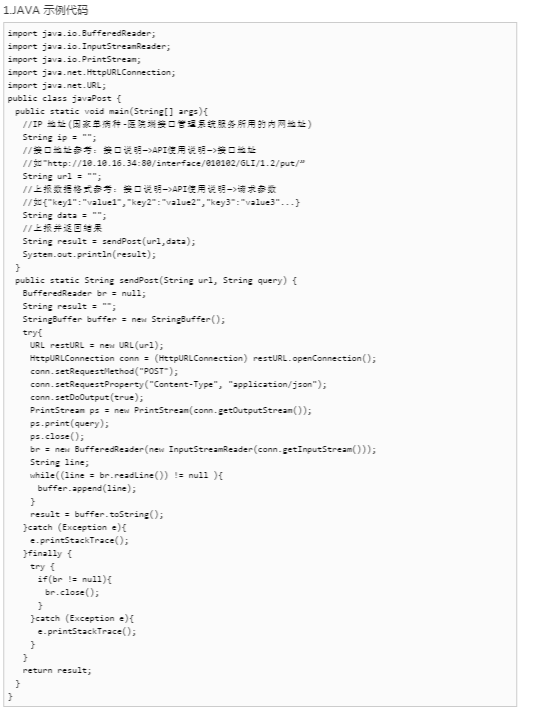 1.JAVA 示例代码
import java.io.BufferedReader;
import java.io.InputStreamReader;
import java.io.PrintStream;
import java.net.HttpURLConnection;
import java.net.URL;
public class javaPost {
public static void main(String[] args){
//IP 地址(国家单病种-医院端接口管理系统服务所用的内网地址)
String ip = "";
//接口地址参考: 接口说明—>API使用说明—>接口地址
//如"http://10.10.16.34:80/interface/010102/GLI/1.2/put/"
String url = "";
//上报数据格式参考: 接口说明—>API使用说明—>请求参数
//如{"key1":"value1","key2":"value2","key3":"value3"...}
String data = "";
//上报并返回结果
String result = sendPost(url,data);
System.out.println(result);
}
public static String sendPost(String url, String query) {
BufferedReader br = null;
String result = "";
StringBuffer buffer = new StringBuffer();
try{
URL restURL = new URL(url);
HttpURLConnection conn = (HttpURLConnection) restURL.openConnection();
conn.setRequestMethod("POST");
conn.setRequestProperty("Content-Type", "application/json");
conn.setDoOutput(true);
PrintStream ps = new PrintStream(conn.getOutputStream());
ps.print(query);
ps.close();
br = new BufferedReader(new InputStreamReader(conn.getInputStream()));
String line;
while((line = br.readLine()) != null ){
buffer.append(line);
}
result = buffer.toString();
}catch (Exception e){
e.printStackTrace();
}finally {
try {
if(br != null){
br.close();
}
}catch (Exception e){
e.printStackTrace();
}
}
return result;
}
}